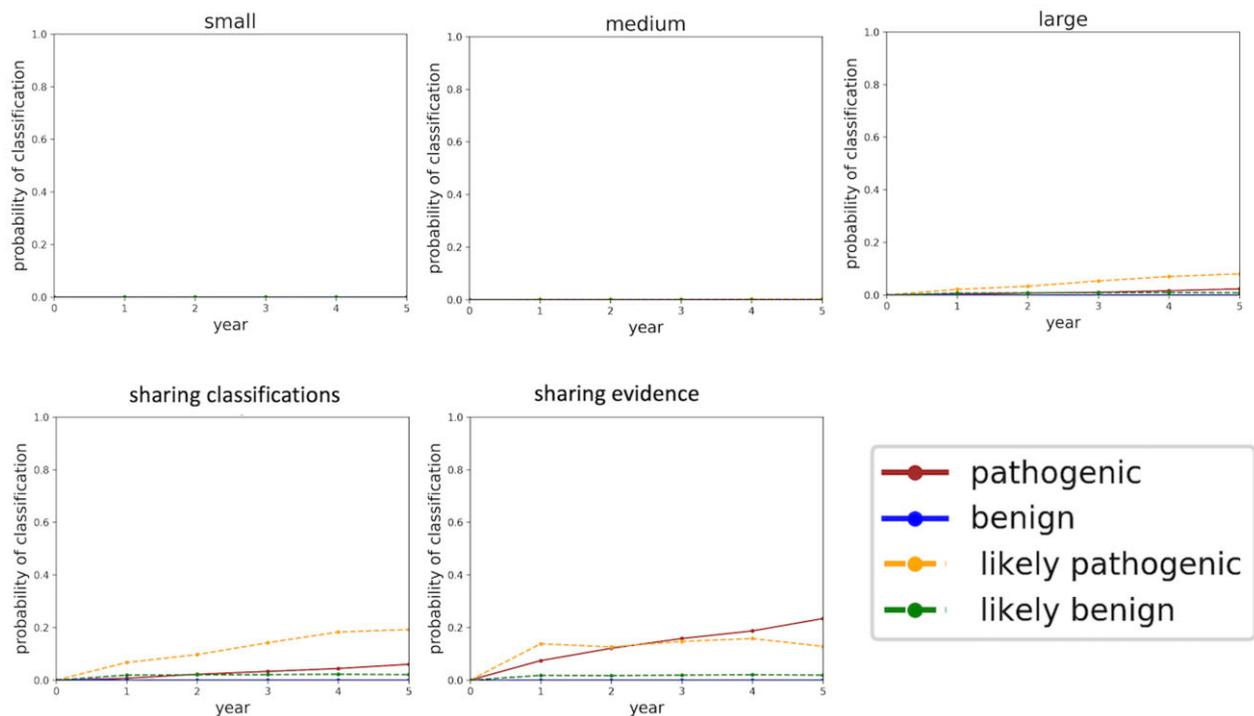 small
medium
large
probability of classification
1.0
0.8
0.6
0.4
0.2
0.0
0 1 2 3 4 5
year
probability of classification
1.0
0.8
0.6
0.4
0.2
0.0
0 1 2 3 4 5
year
probability of classification
1.0
0.8
0.6
0.4
0.2
0.0
0 1 2 3 4 5
year
sharing classifications
sharing evidence
probability of classification
1.0
0.8
0.6
0.4
0.2
0.0
0 1 2 3 4 5
year
probability of classification
1.0
0.8
0.6
0.4
0.2
0.0
0 1 2 3 4 5
year
pathogenic
benign
likely pathogenic
likely benign